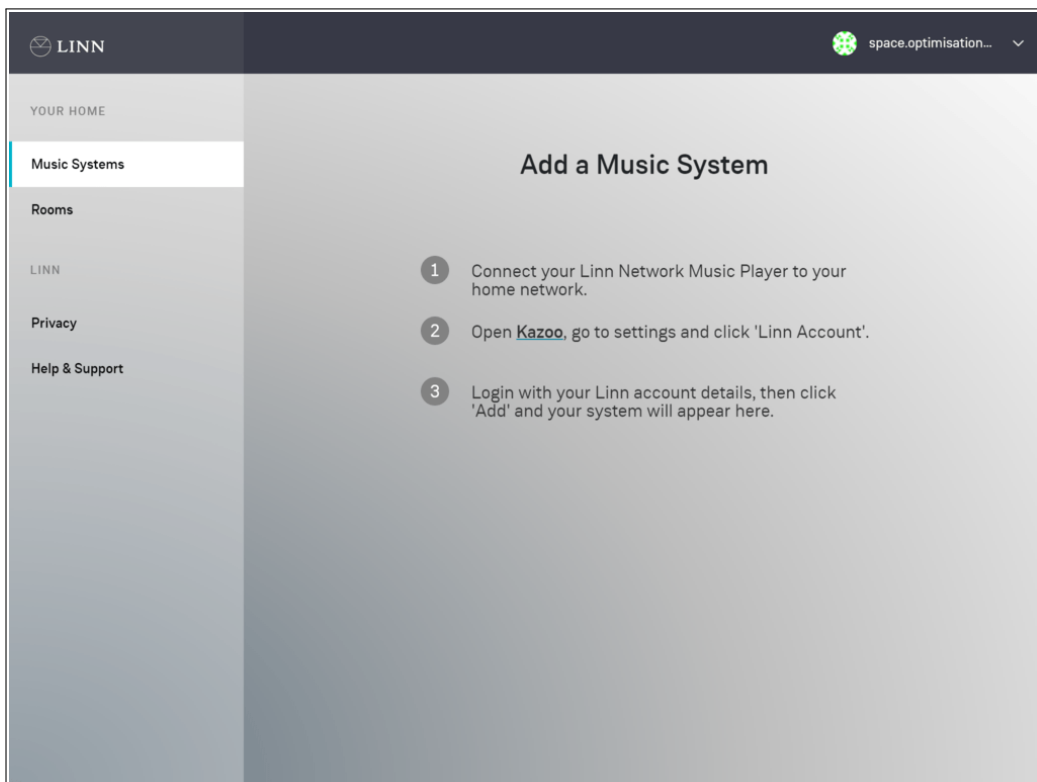 LINN
space.optimisation...
YOUR HOME
Music Systems
Rooms
LINN
Privacy
Help & Support
Add a Music System
1 Connect your Linn Network Music Player to your
home network.
2 Open Kazoo, go to settings and click 'Linn Account'.
3 Login with your Linn account details, then click
'Add' and your system will appear here.